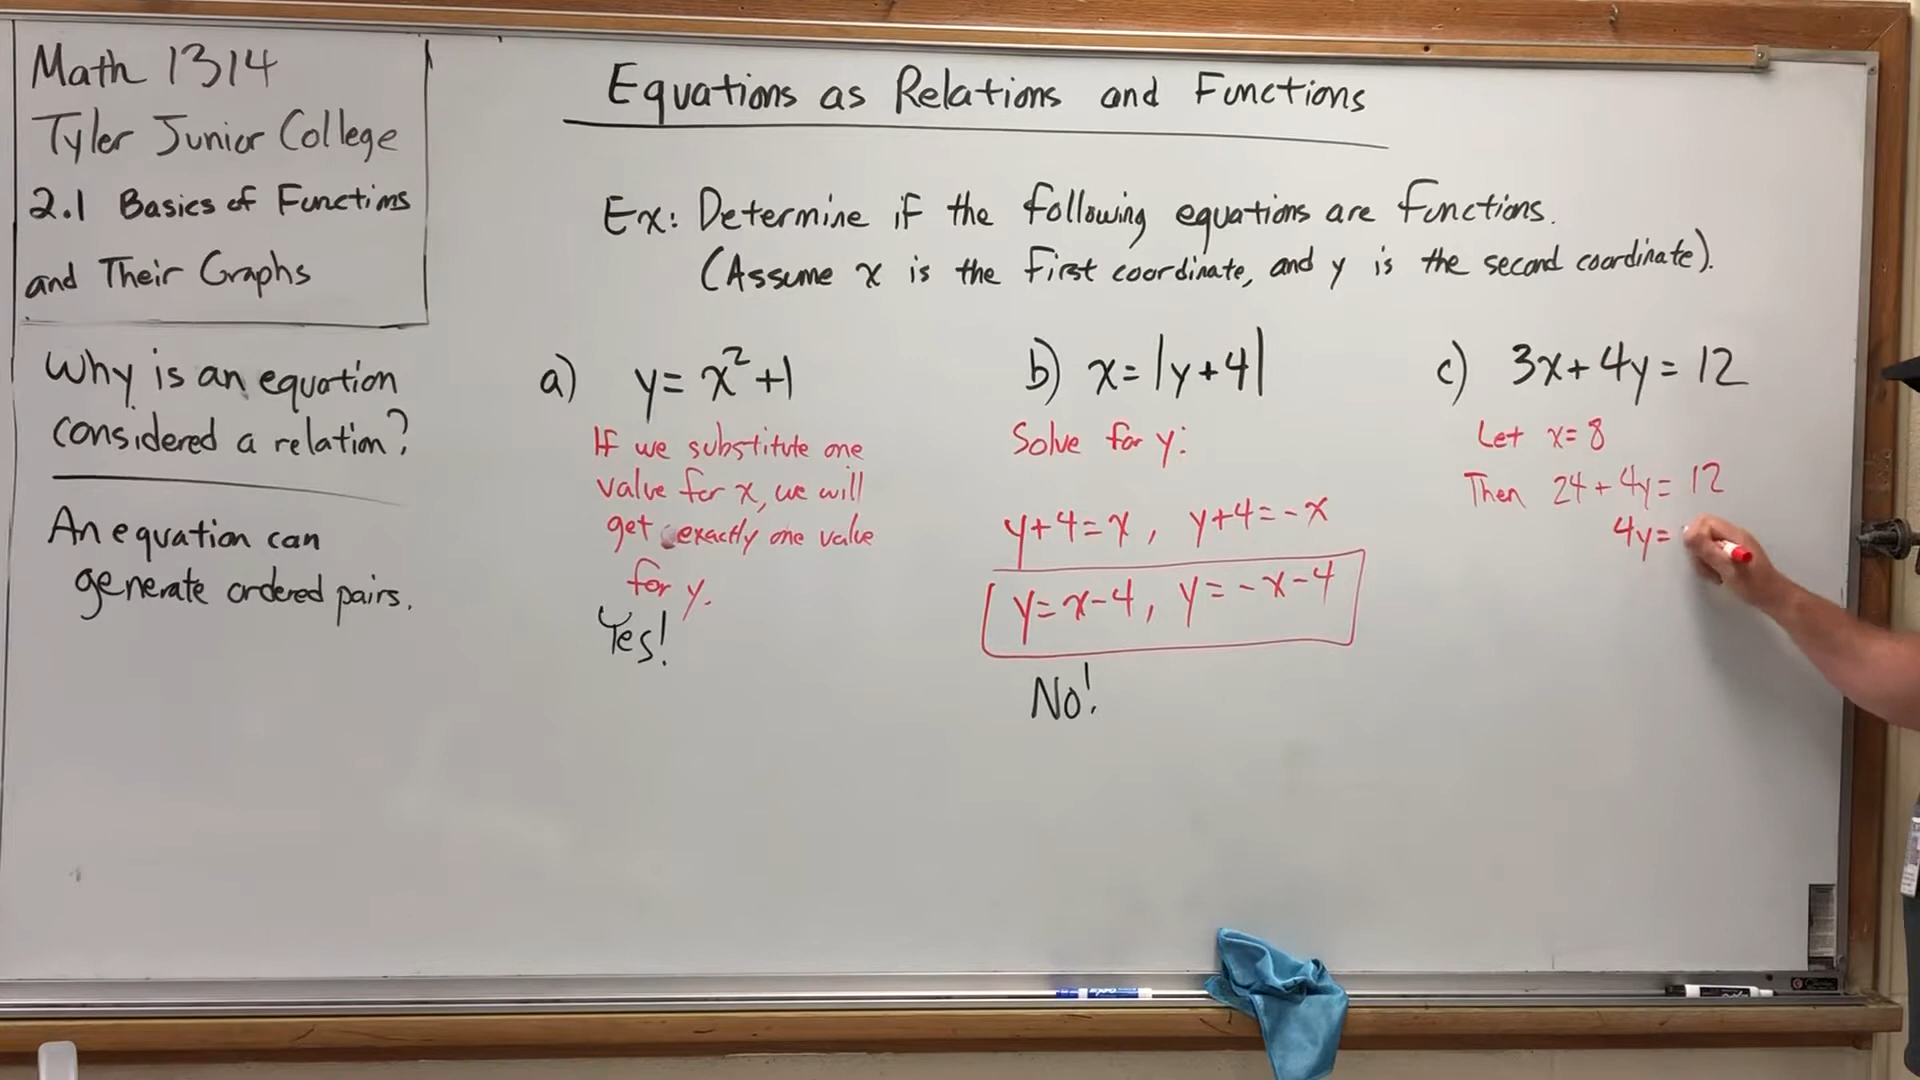 Math 1314
Tyler Junior College
2.1 Basics of Functions
and Their Graphs
Why is an equation
considered a relation?
An equation can
generate ordered pairs.
Equations as Relations and Functions
Ex: Determine if the following equations are functions.
(Assume x is the first coordinate, and y is the second coordinate).
a) y = x²+1
If we substitute one
value for x, we will
get exactly one value
for y.
Yes!
b) x = |y+4|
Solve for y:
y+4=x, y+4=-x
y=x-4, y=-x-4
No!
c) 3x+4y=12
Let x=8
Then 24+4y=12
4y=